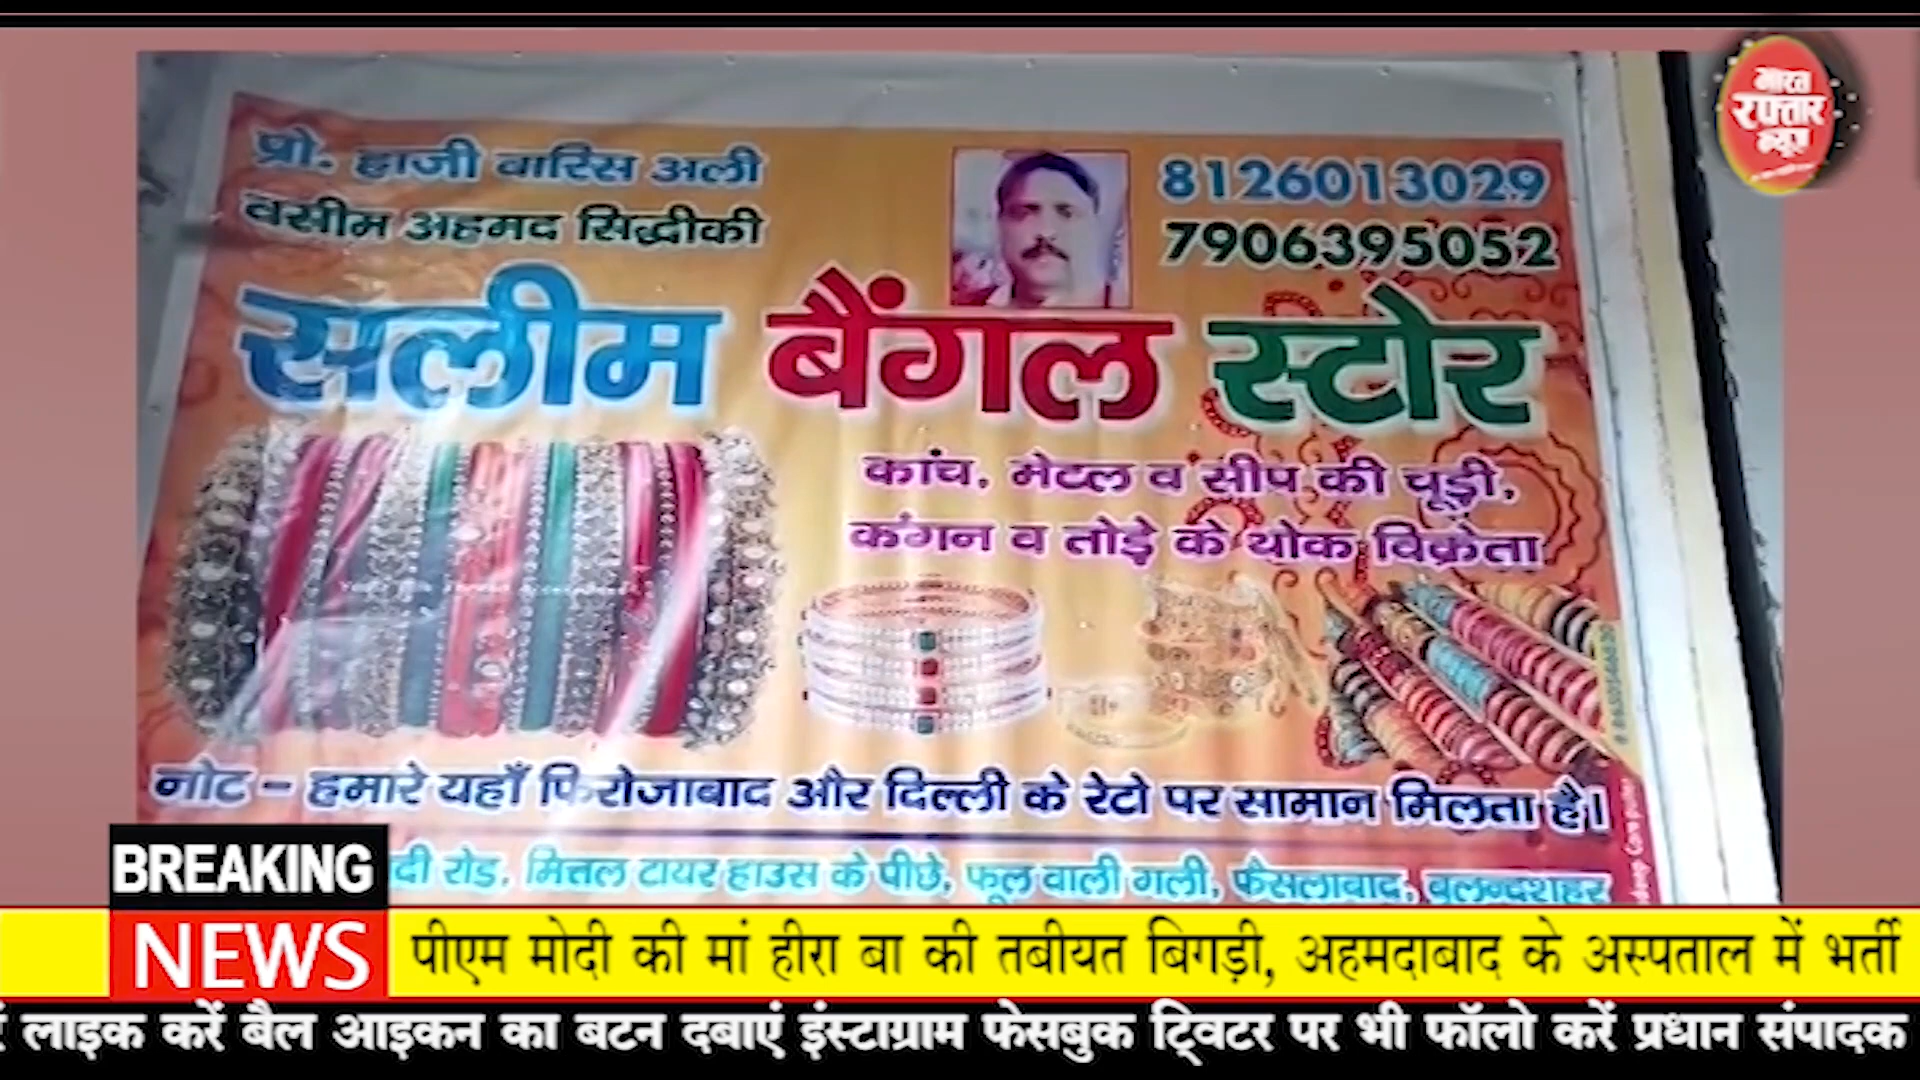 भारत
रफ्तार
न्यूज़
प्रो. हाजी वारिस अली
वसीम अहमद सिद्धीकी
8126013029
7906395052
सलीम बैंगल स्टोर
कांच, मेटल व सीप की चूड़ी,
कंगन व तोड़े के थोक विक्रेता
नोट - हमारे यहाँ फिरोजाबाद और दिल्ली के रेटो पर सामान मिलता है।
रोड, मित्तल टायर हाउस के पीछे, फूल वाली गली, फैसलाबाद, बुलन्दशहर
BREAKING
NEWS
पीएम मोदी की मां हीरा बा की तबीयत बिगड़ी, अहमदाबाद के अस्पताल में भर्ती
लाइक करें बैल आइकन का बटन दबाएं इंस्टाग्राम फेसबुक ट्विटर पर भी फॉलो करें प्रधान संपादक